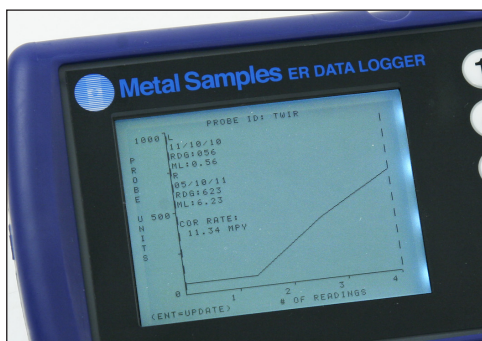 Metal Samples ER DATA LOGGER
PROBE ID: TWIR
1000
L
11/10/10
RDG:056
ML:0.56
R
05/10/11
RDG:623
ML:6.23
COR RATE:
11.34 MPY
PROBE UNITS
500
0
1 2 3 4
# OF READINGS
(ENT=UPDATE)